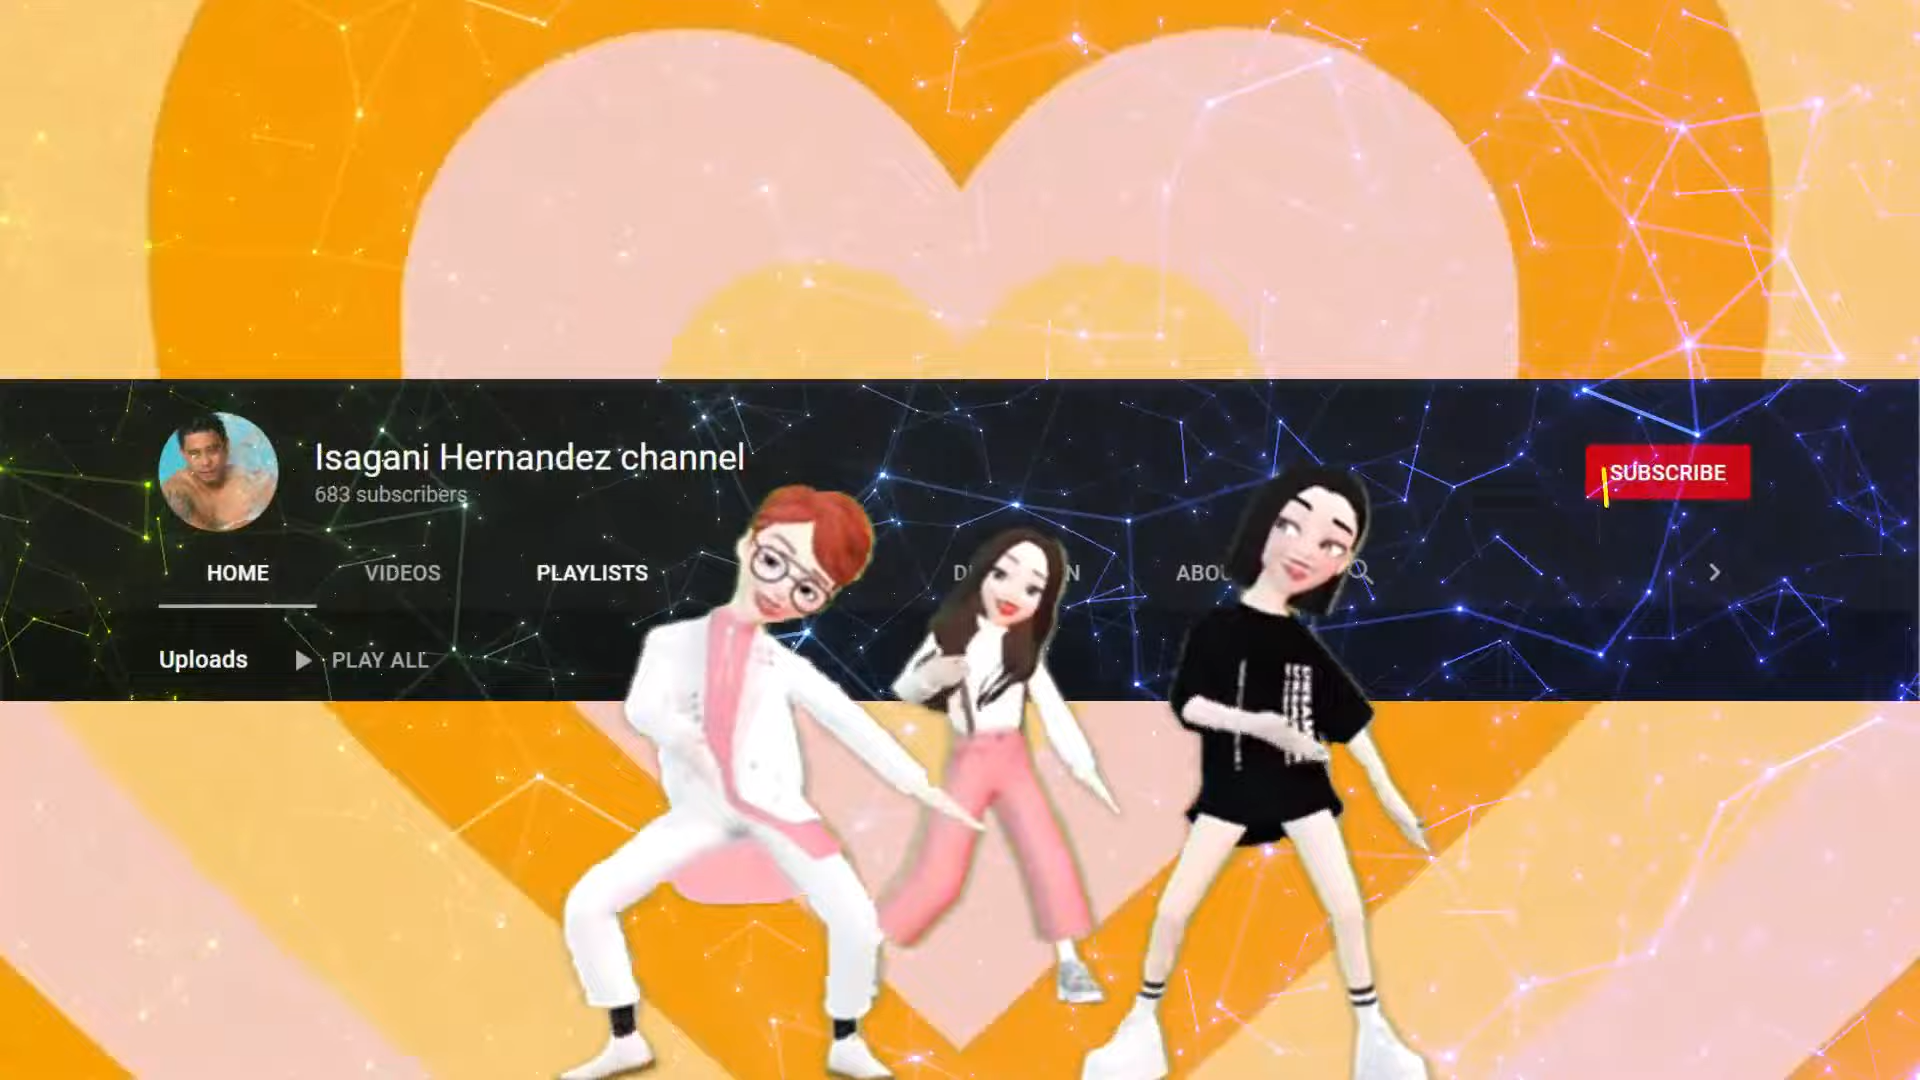 Isagani Hernandez channel
683 subscribers
SUBSCRIBE
HOME VIDEOS PLAYLISTS
Uploads PLAY ALL